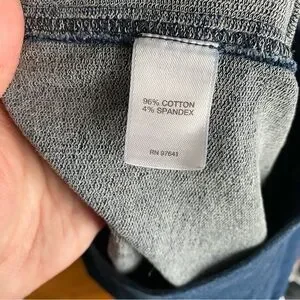 96% COTTON
4% SPANDEX
RN 97641